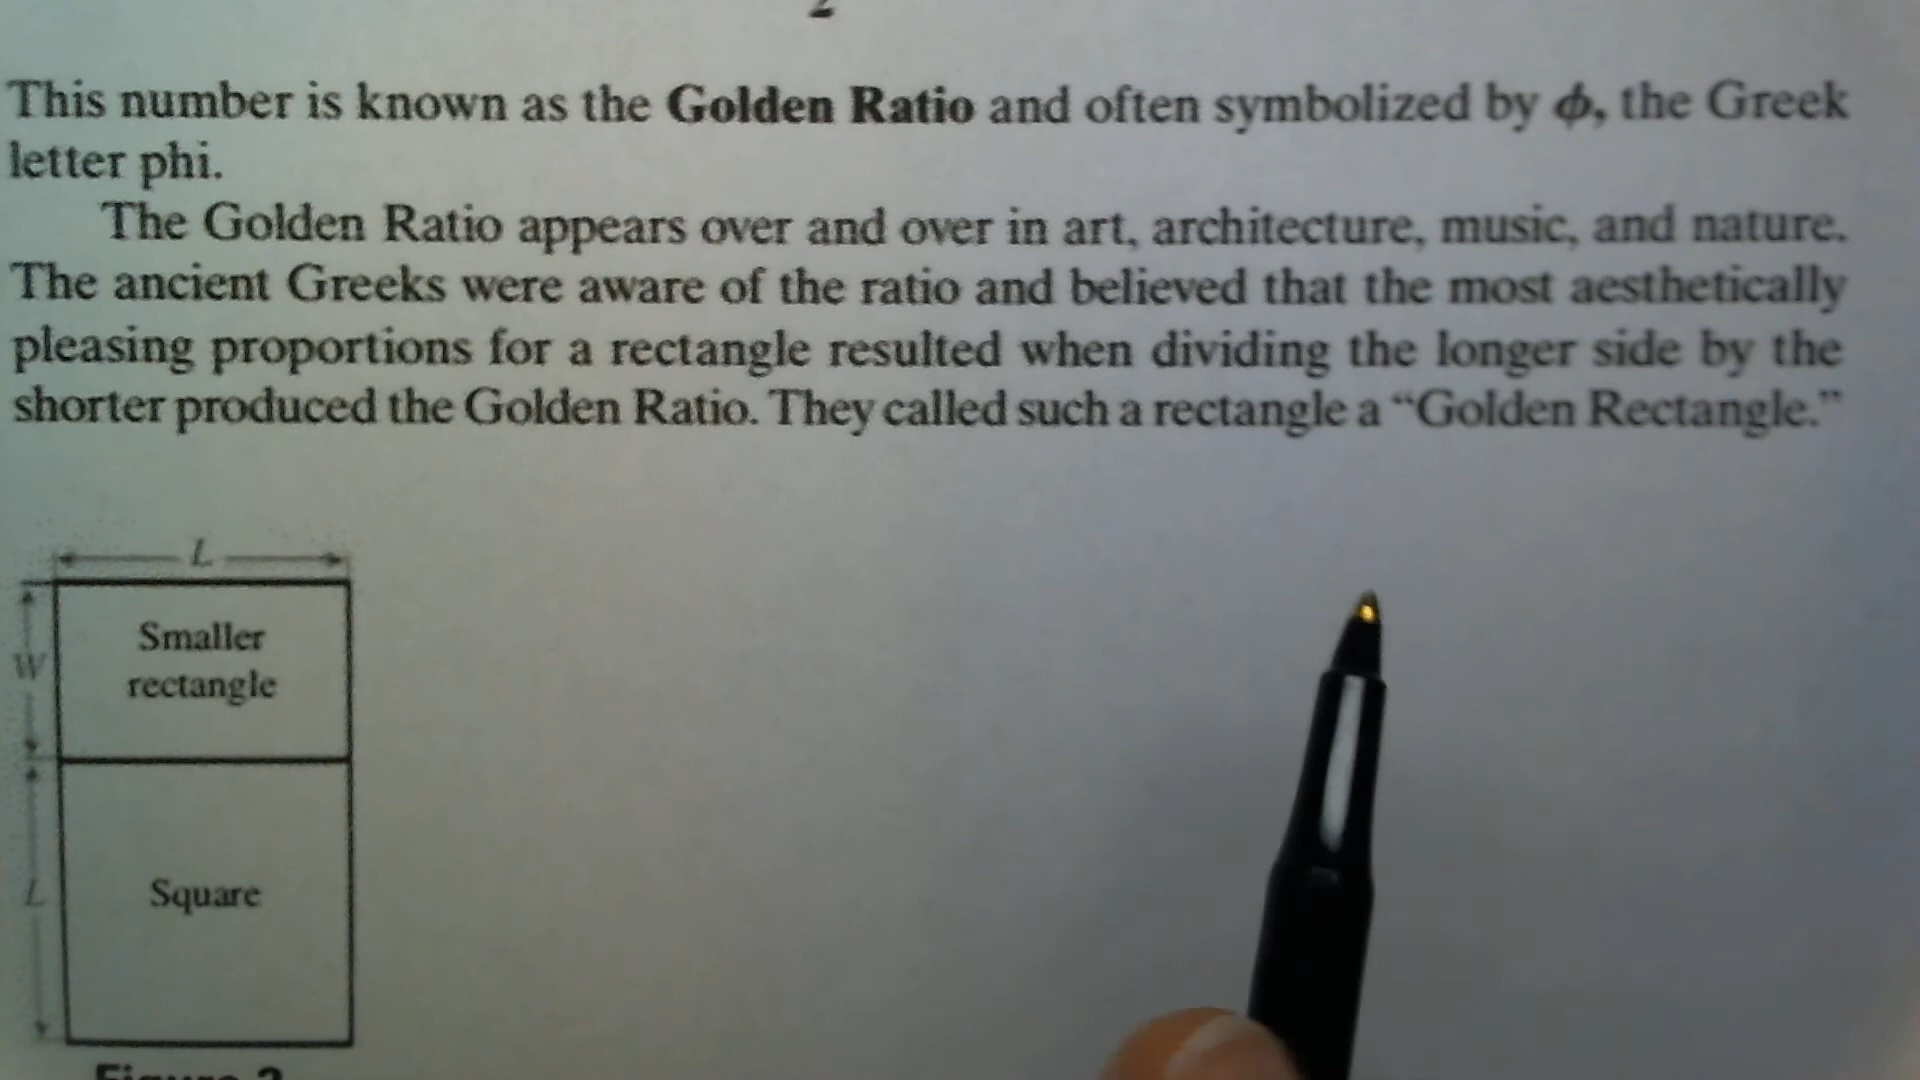 2
This number is known as the Golden Ratio and often symbolized by ϕ, the Greek
letter phi.
The Golden Ratio appears over and over in art, architecture, music, and nature.
The ancient Greeks were aware of the ratio and believed that the most aesthetically
pleasing proportions for a rectangle resulted when dividing the longer side by the
shorter produced the Golden Ratio. They called such a rectangle a “Golden Rectangle.”
L
Smaller
W
rectangle
L
Square
Figure 2